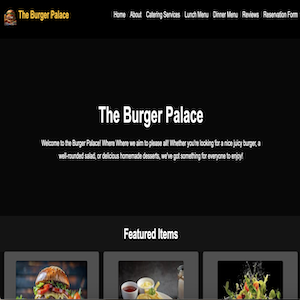 The Burger Palace
Home About Catering Services Lunch Menu Dinner Menu Reviews Reservation Form
The Burger Palace
Welcome to the Burger Palace! Where Where we aim to please all! Whether you're looking for a nice juicy burger, a
well-rounded salad, or delicious homemade desserts, we've got something for everyone to enjoy!
Featured Items